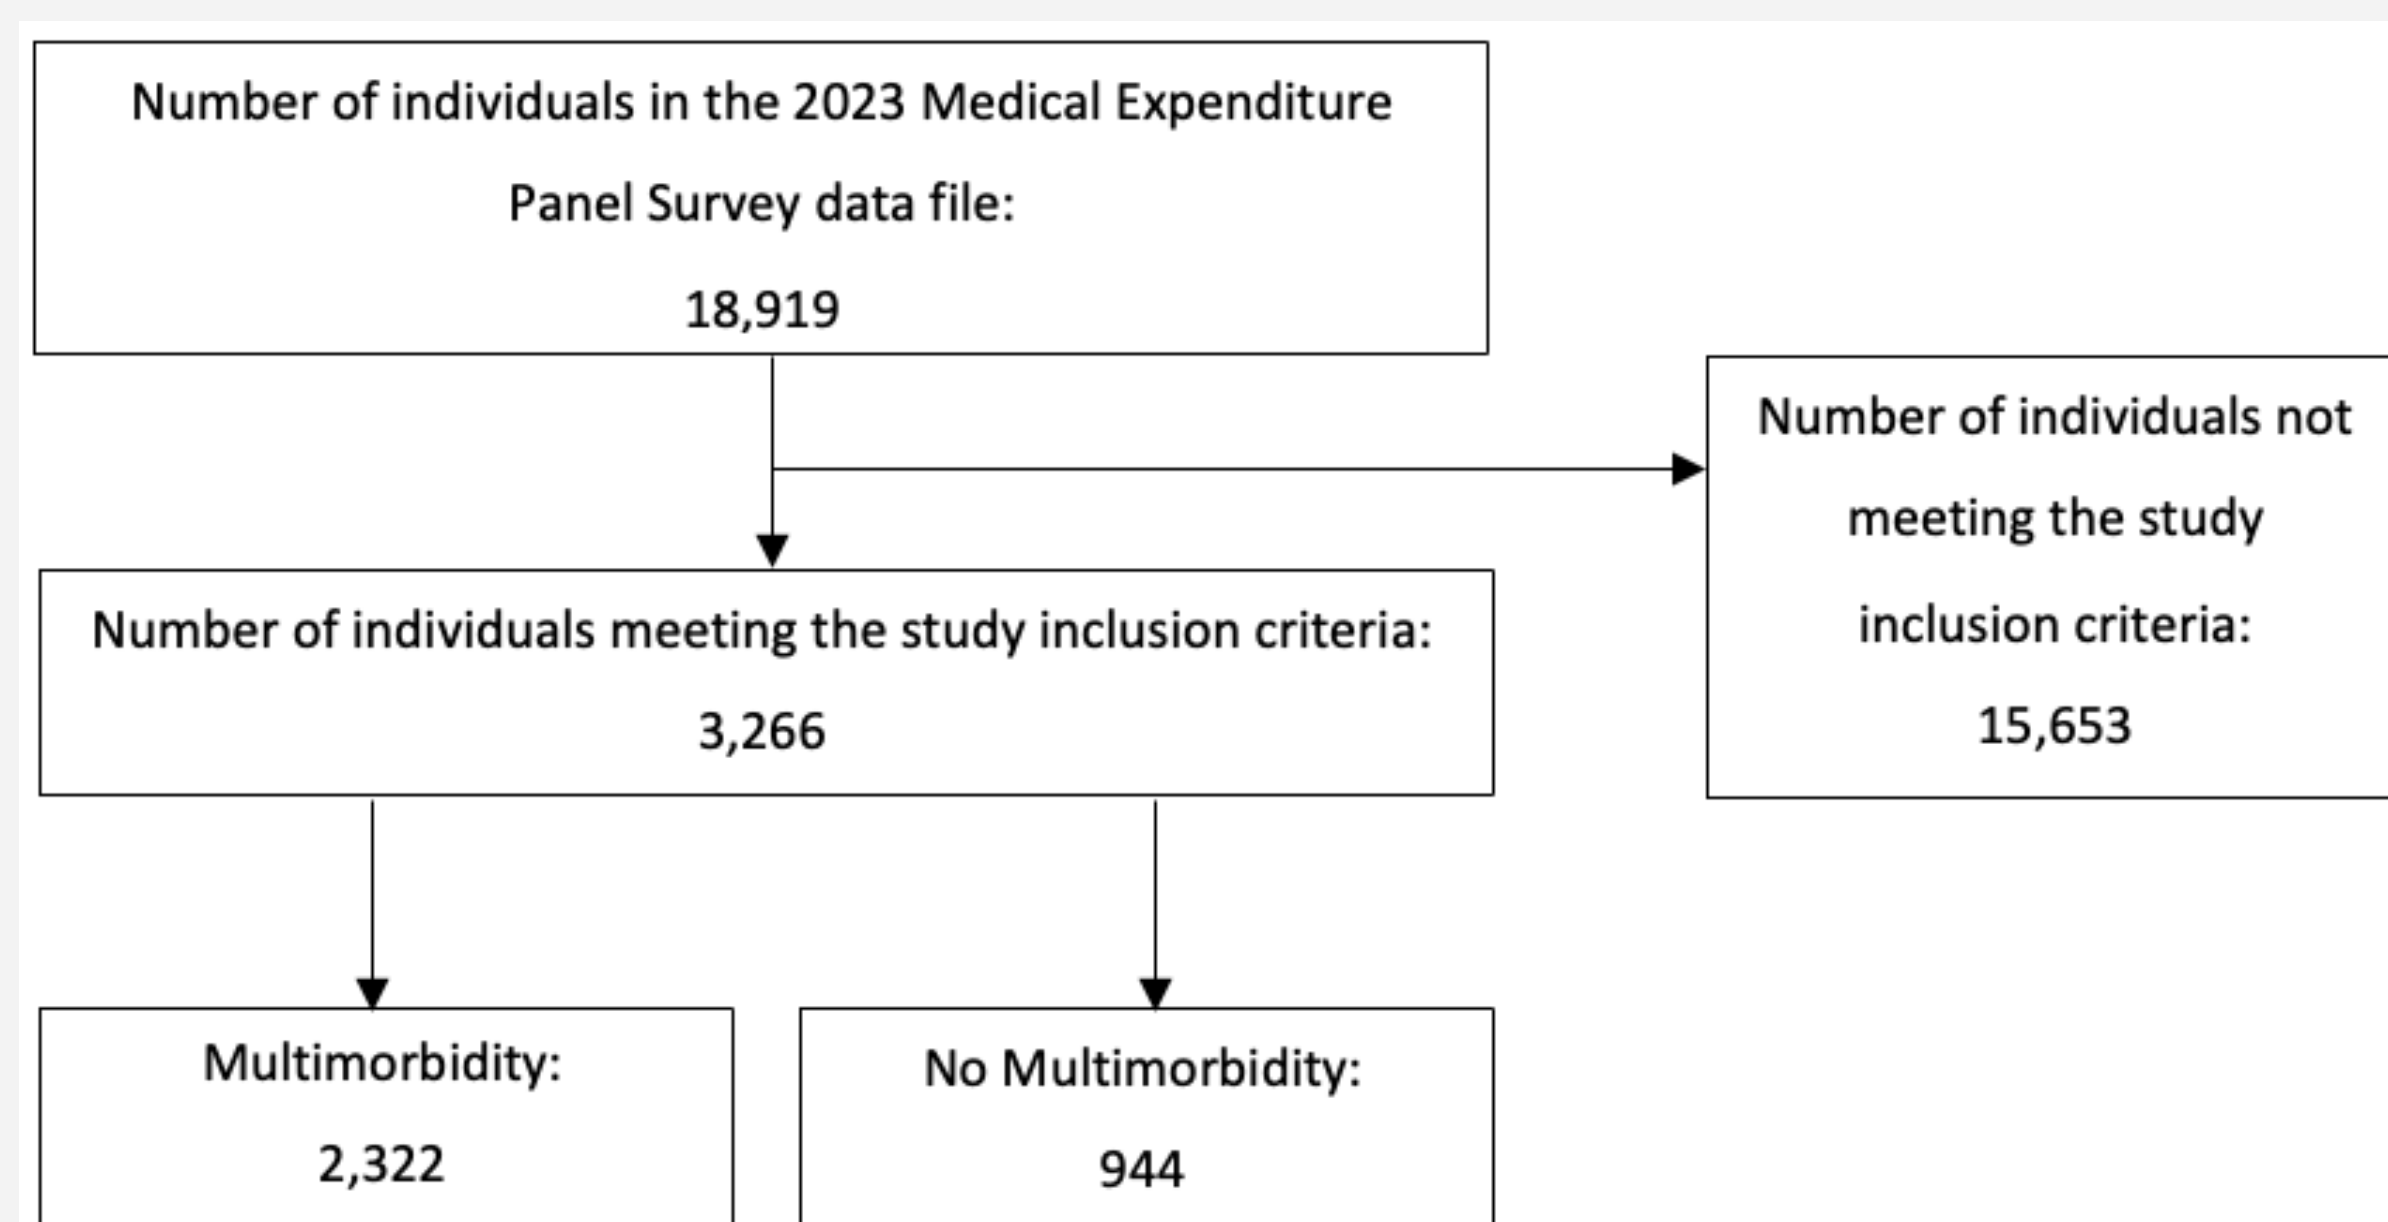 Number of individuals in the 2023 Medical Expenditure
Panel Survey data file:
18,919
Number of individuals not
meeting the study
inclusion criteria:
15,653
Number of individuals meeting the study inclusion criteria:
3,266
Multimorbidity:
2,322
No Multimorbidity:
944